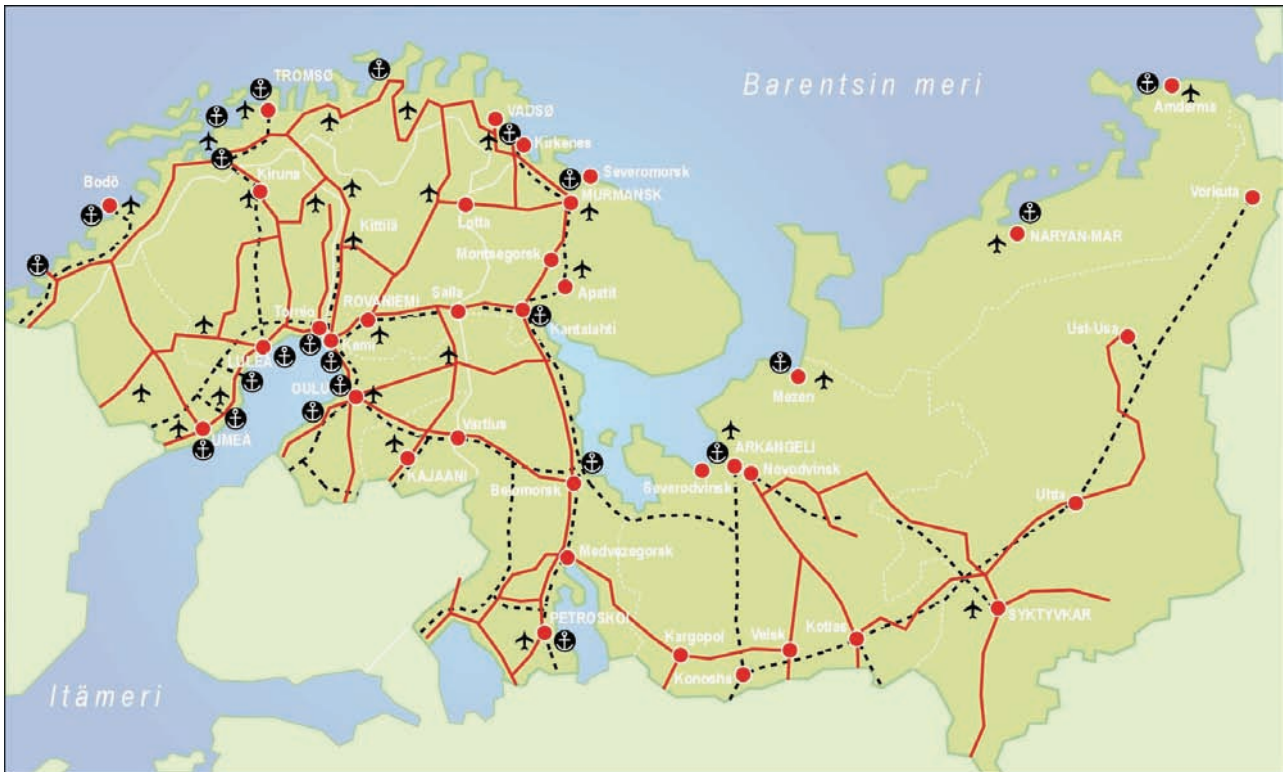 Barentsin meri
TROMSØ
Amderma
VADSØ
Kirkenes
Severomorsk
Bodö
Kiruna
MURMANSK
Vorkuta
Lotta
Kittilä
NARYAN-MAR
Montsegorsk
Apatit
Salla
ROVANIEMI
Tornio
Kemi
Kantalahti
Ust-Usa
LULEÅ
Mezen
OULU
UMEÅ
Vartius
KAJAANI
ARKANGELI
Novodvinsk
Severodvinsk
Belomorsk
Uhta
Medvezegorsk
SYKTYVKAR
PETROSKOI
Kargopol
Velsk
Kotlas
Konosha
Itämeri